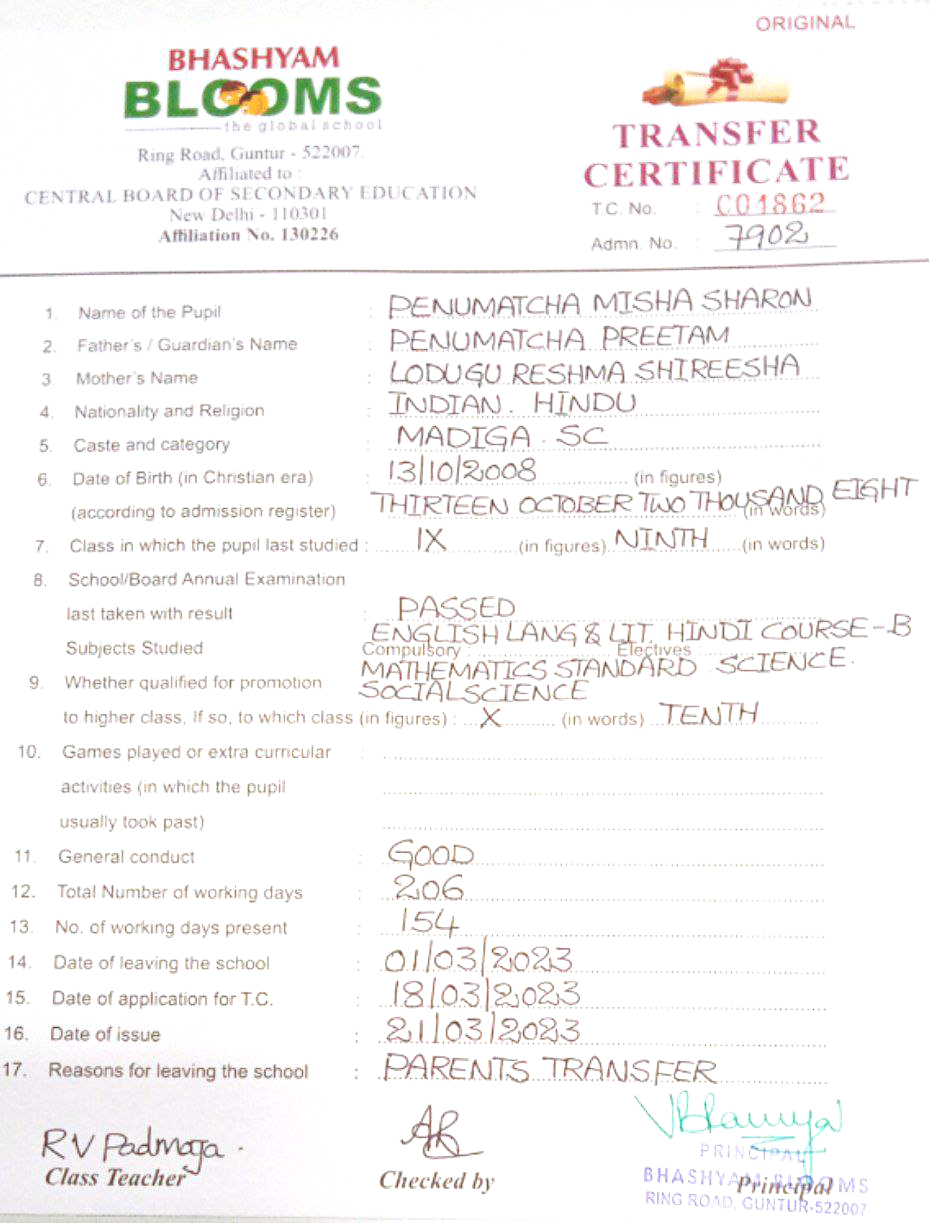 ORIGINAL
BHASHYAM
BLOOMS
the global school
Ring Road, Guntur - 522007.
Affiliated to :
CENTRAL BOARD OF SECONDARY EDUCATION
New Delhi - 110301
Affiliation No. 130226
TRANSFER
CERTIFICATE
T.C. No. : C01862
Admn. No. : 7902
1. Name of the Pupil : PENUMATCHA MISHA SHARON
2. Father's / Guardian's Name : PENUMATCHA PREETAM
3. Mother's Name : LODUGU RESHMA SHIREESHA
4. Nationality and Religion : INDIAN. HINDU
5. Caste and category : MADIGA. SC
6. Date of Birth (in Christian era) : 13/10/2008 (in figures)
(according to admission register) THIRTEEN OCTOBER TWO THOUSAND EIGHT (in words)
7. Class in which the pupil last studied : IX (in figures) NINTH (in words)
8. School/Board Annual Examination
last taken with result : PASSED
ENGLISH LANG & LIT. HINDI COURSE-B
Subjects Studied Compulsory : Electives :
MATHEMATICS STANDARD. SCIENCE.
9. Whether qualified for promotion SOCIAL SCIENCE
to higher class, If so, to which class (in figures) : X (in words) TENTH
10. Games played or extra curricular :
activities (in which the pupil
usually took past)
11. General conduct : GOOD
12. Total Number of working days : 206
13. No. of working days present : 154
14. Date of leaving the school : 01/03/2023
15. Date of application for T.C. : 18/03/2023
16. Date of issue : 21/03/2023
17. Reasons for leaving the school : PARENTS TRANSFER
RV Padmaja.
Class Teacher
Checked by
PRINCIPAL
BHASHYAM BLOOMS
Principal
RING ROAD, GUNTUR-522007